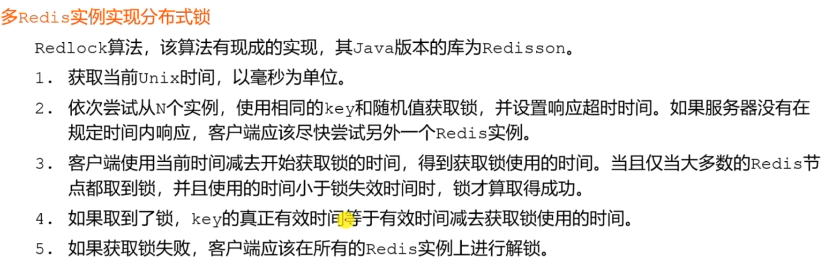 多Redis实例实现分布式锁
Redlock算法，该算法有现成的实现，其Java版本的库为Redisson。
1. 获取当前Unix时间，以毫秒为单位。
2. 依次尝试从N个实例，使用相同的key和随机值获取锁，并设置响应超时时间。如果服务器没有在
规定时间内响应，客户端应该尽快尝试另外一个Redis实例。
3. 客户端使用当前时间减去开始获取锁的时间，得到获取锁使用的时间。当且仅当大多数的Redis节
点都取到锁，并且使用的时间小于锁失效时间时，锁才算取得成功。
4. 如果取到了锁，key的真正有效时间等于有效时间减去获取锁使用的时间。
5. 如果获取锁失败，客户端应该在所有的Redis实例上进行解锁。